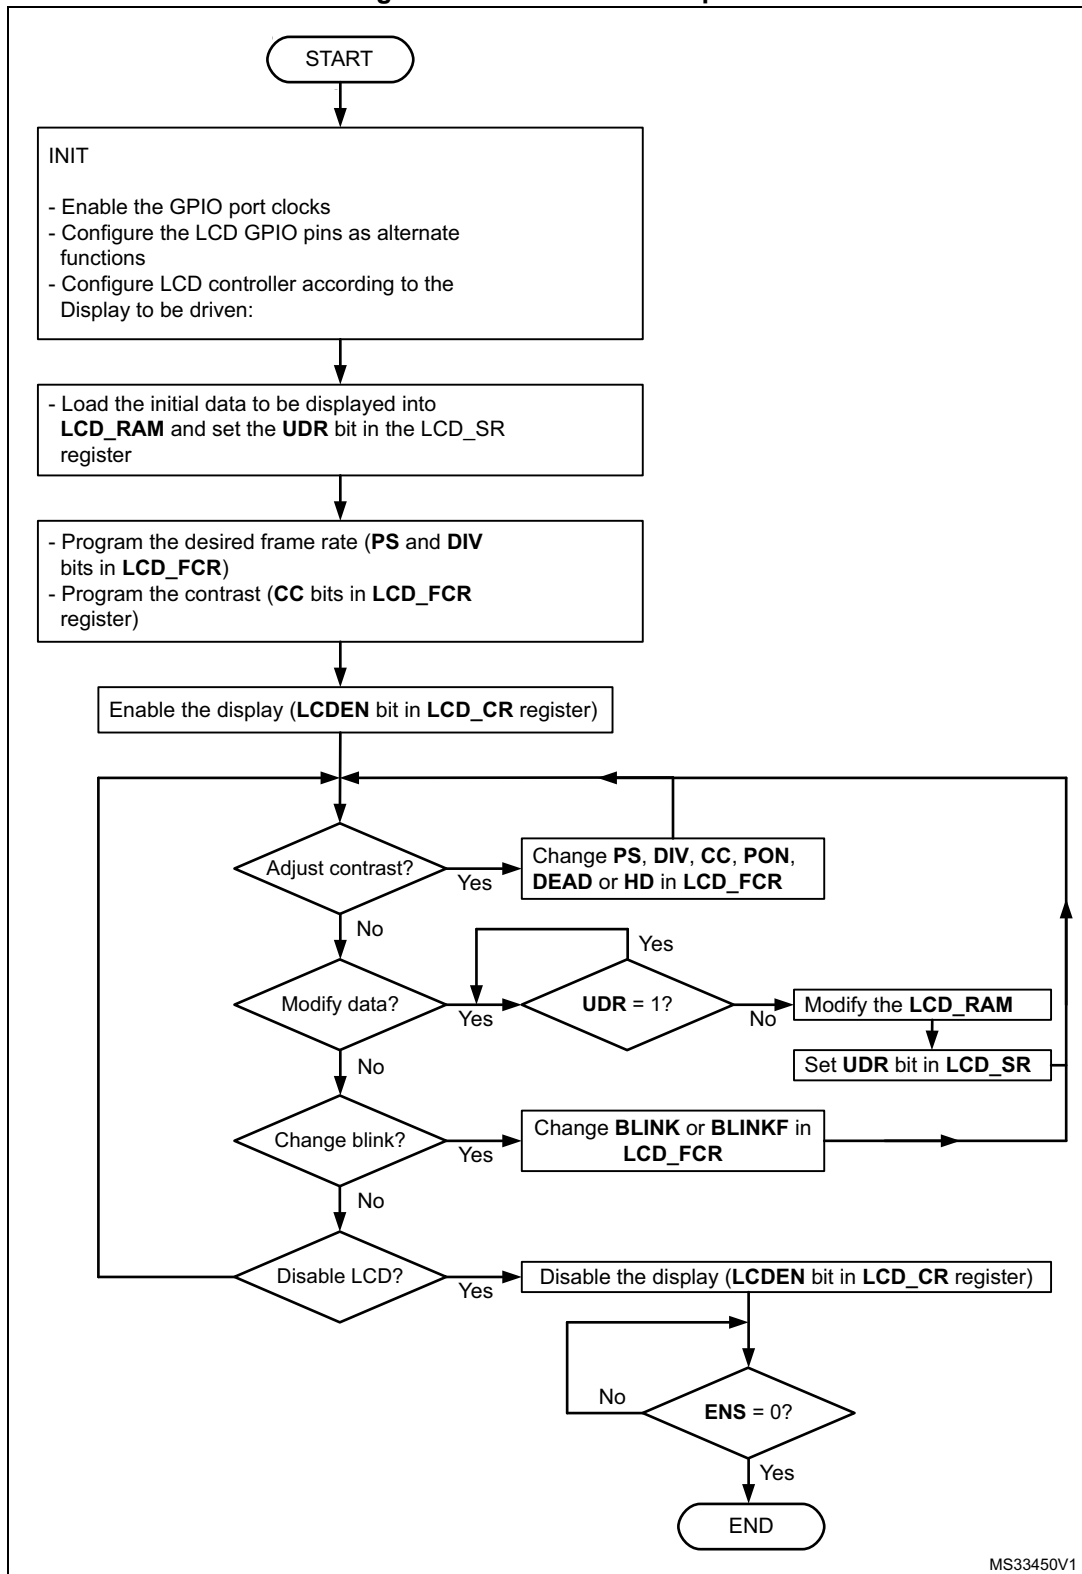 START
INIT
- Enable the GPIO port clocks
- Configure the LCD GPIO pins as alternate
functions
- Configure LCD controller according to the
Display to be driven:
- Load the initial data to be displayed into
LCD_RAM and set the UDR bit in the LCD_SR
register
- Program the desired frame rate (PS and DIV
bits in LCD_FCR)
- Program the contrast (CC bits in LCD_FCR
register)
Enable the display (LCDEN bit in LCD_CR register)
Adjust contrast?
Yes
Change PS, DIV, CC, PON,
DEAD or HD in LCD_FCR
No
Modify data?
Yes
UDR = 1?
Yes
No
Modify the LCD_RAM
Set UDR bit in LCD_SR
No
Change blink?
Yes
Change BLINK or BLINKF in
LCD_FCR
No
Disable LCD?
Yes
Disable the display (LCDEN bit in LCD_CR register)
No
ENS = 0?
Yes
END
MS33450V1